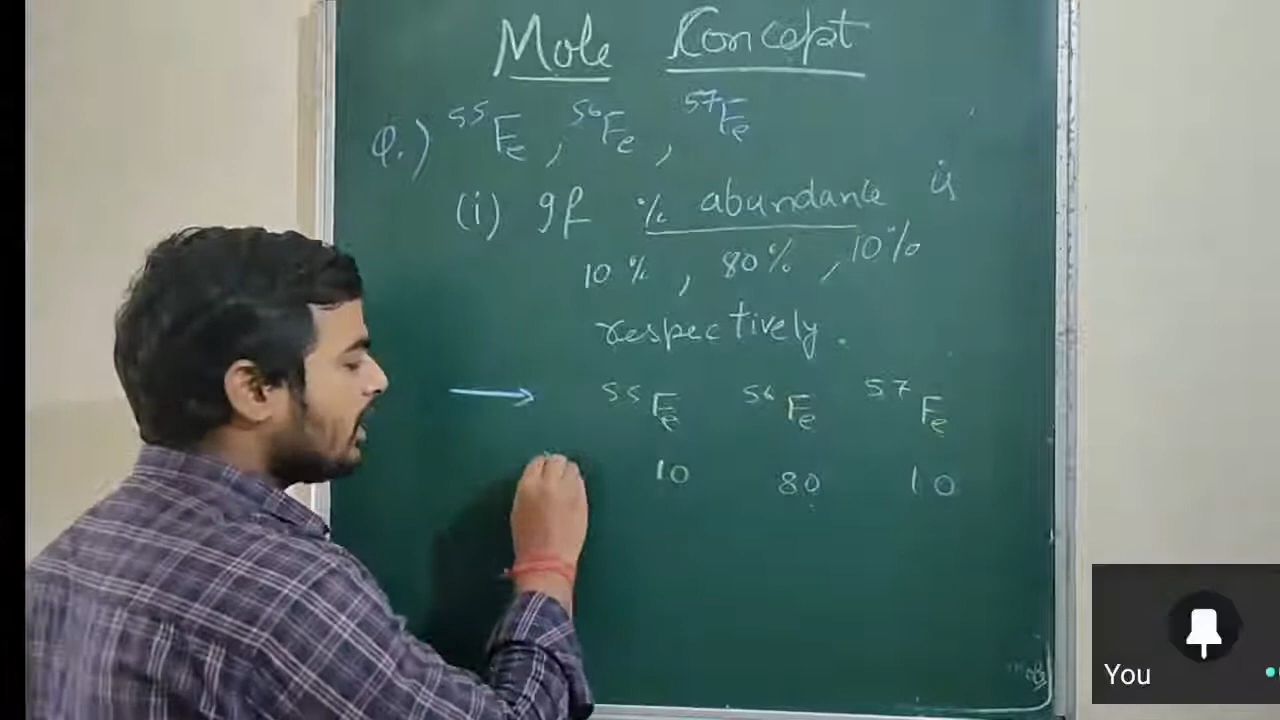 Mole Concept
Q.) ⁵⁵Fe, ⁵⁶Fe, ⁵⁷Fe
(i) If % abundance is
10%, 80%, 10%
respectively.
→ ⁵⁵Fe ⁵⁶Fe ⁵⁷Fe
10 80 10
You